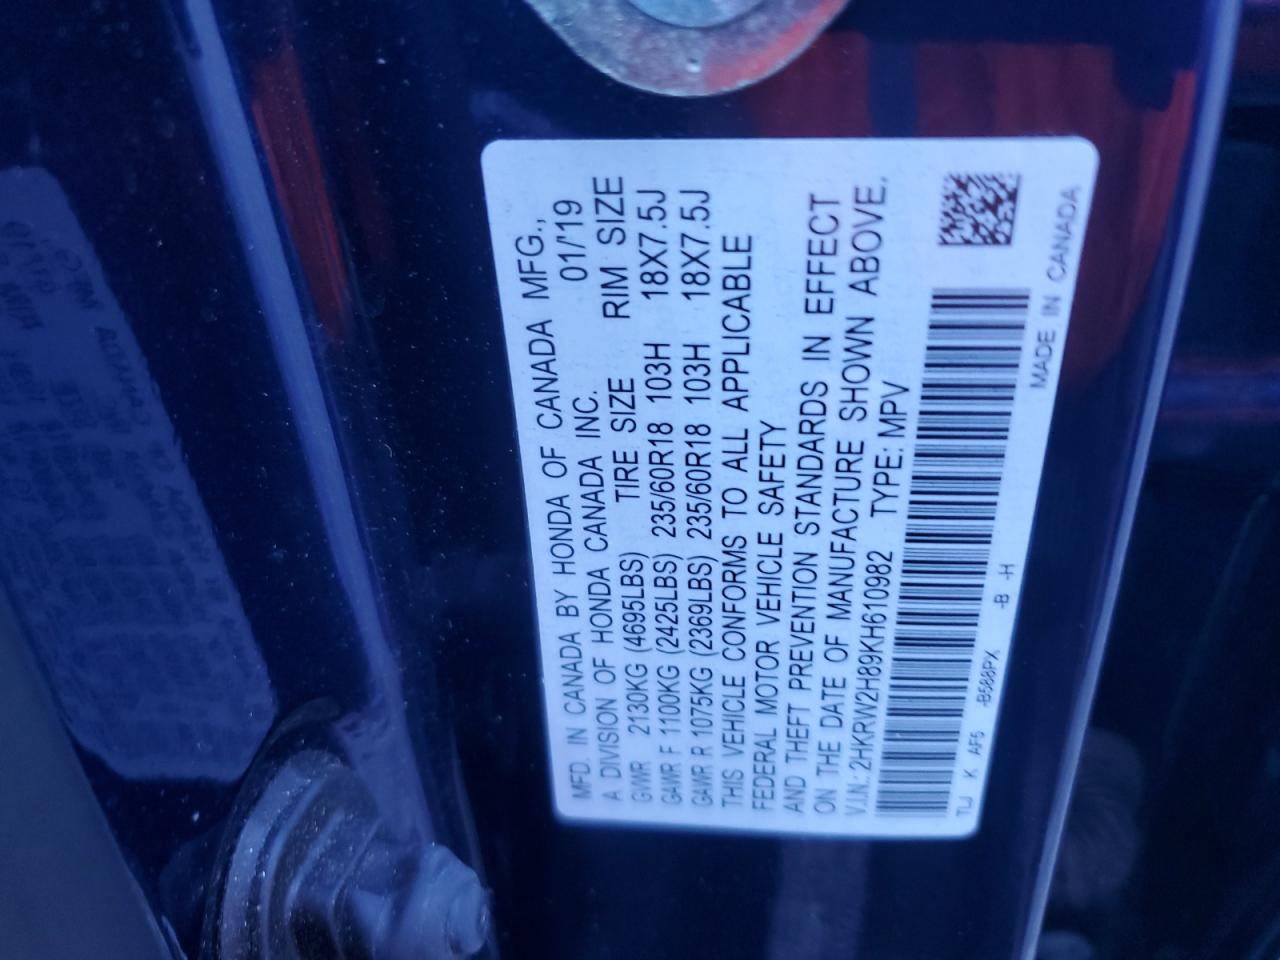 MFD. IN CANADA BY HONDA OF CANADA MFG.,
A DIVISION OF HONDA CANADA INC. 01/'19
GVWR 2130KG (4695LBS) TIRE SIZE RIM SIZE
GAWR F 1100KG (2425LBS) 235/60R18 103H 18X7.5J
GAWR R 1075KG (2369LBS) 235/60R18 103H 18X7.5J
THIS VEHICLE CONFORMS TO ALL APPLICABLE
FEDERAL MOTOR VEHICLE SAFETY
AND THEFT PREVENTION STANDARDS IN EFFECT
ON THE DATE OF MANUFACTURE SHOWN ABOVE.
V.I.N.: 2HKRW2H89KH610982 TYPE: MPV
TLJ K AF5 -B588PX -B -H
MADE IN CANADA